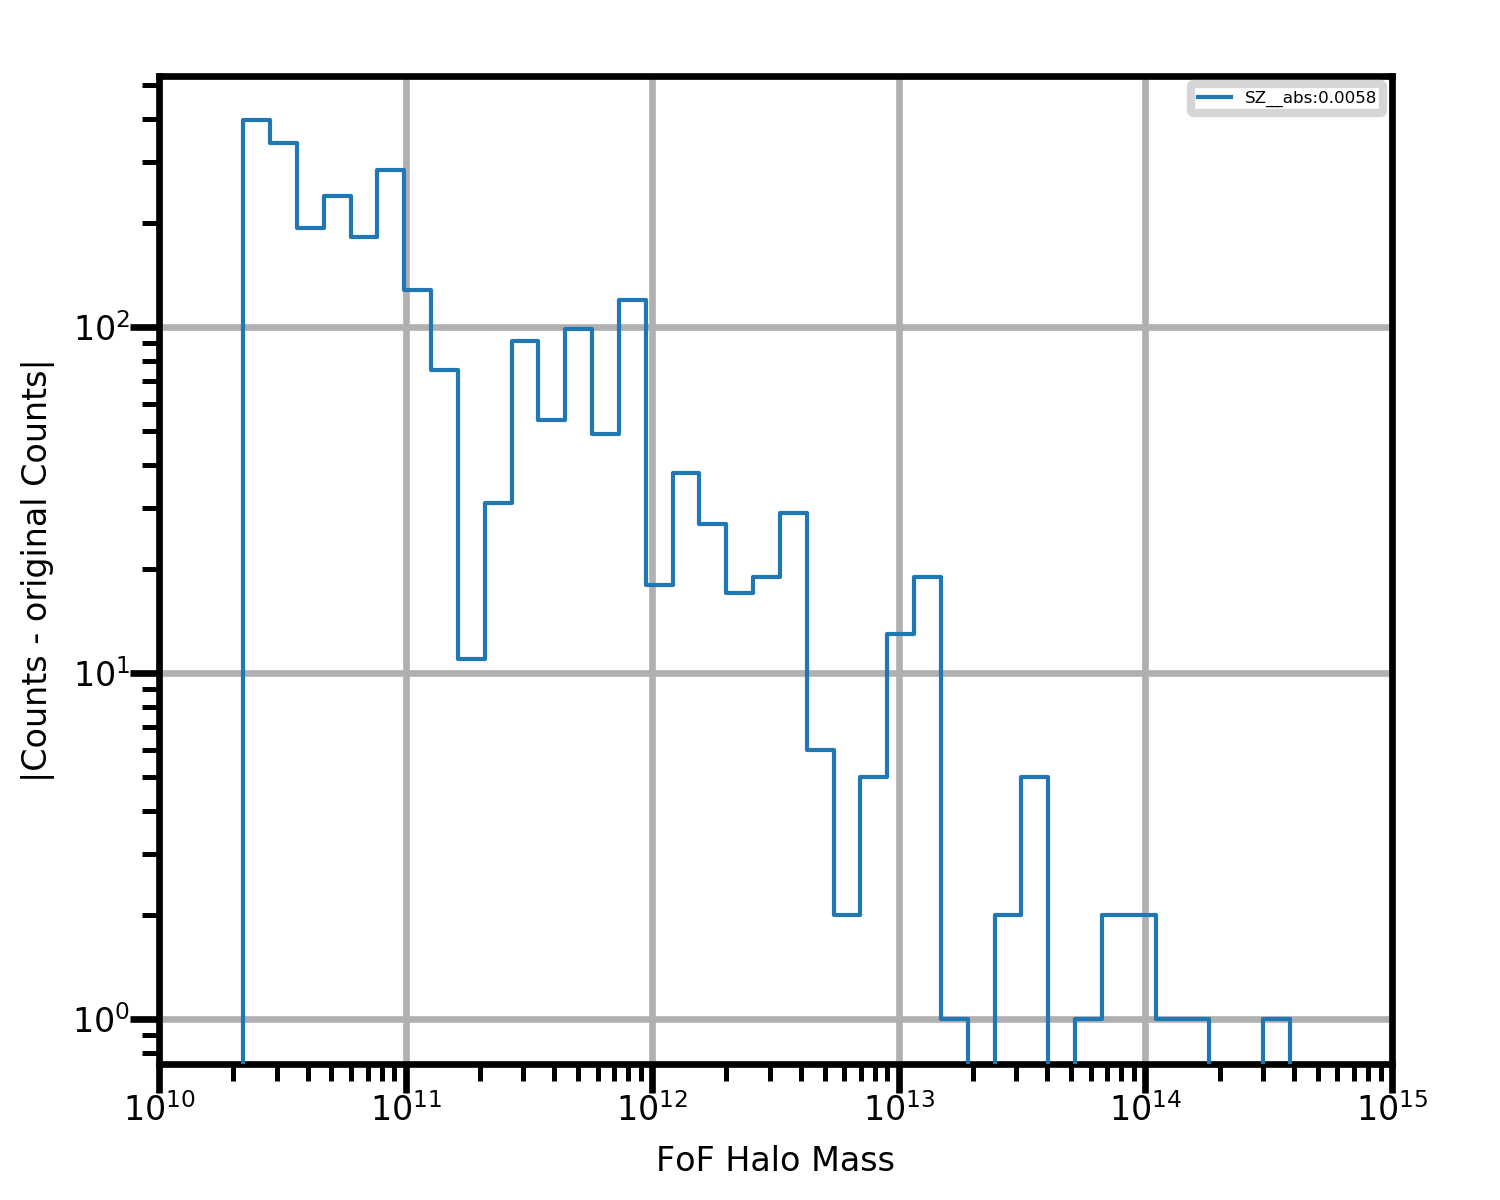 SZ__abs:0.0058
|Counts - original Counts|
10²
10¹
10⁰
10¹⁰ 10¹¹ 10¹² 10¹³ 10¹⁴ 10¹⁵
FoF Halo Mass